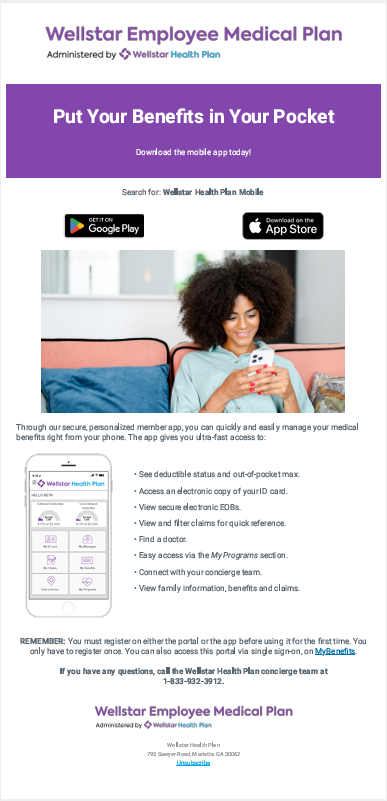 Wellstar Employee Medical Plan
Administered by Wellstar Health Plan
Put Your Benefits in Your Pocket
Download the mobile app today!
Search for: Wellstar Health Plan Mobile
GET IT ON
Google Play
Download on the
App Store
Through our secure, personalized member app, you can quickly and easily manage your medical
benefits right from your phone. The app gives you ultra-fast access to:
Wellstar Health Plan
• See deductible status and out-of-pocket max.
• Access an electronic copy of your ID card.
• View secure electronic EOBs.
• View and filter claims for quick reference.
• Find a doctor.
• Easy access via the My Programs section.
• Connect with your concierge team.
• View family information, benefits and claims.
REMEMBER: You must register on either the portal or the app before using it for the first time. You
only have to register once. You can also access this portal via single sign-on, on MyBenefits.
If you have any questions, call the Wellstar Health Plan concierge team at
1-833-932-3912.
Wellstar Employee Medical Plan
Administered by Wellstar Health Plan
Wellstar Health Plan
793 Sawyer Road, Marietta GA 30062
Unsubscribe